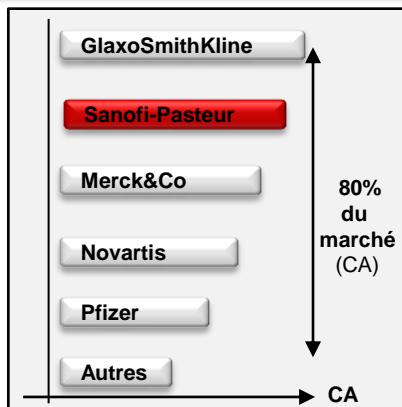 GlaxoSmithKline
Sanofi-Pasteur
Merck&Co
Novartis
Pfizer
Autres
80%
du
marché
(CA)
CA